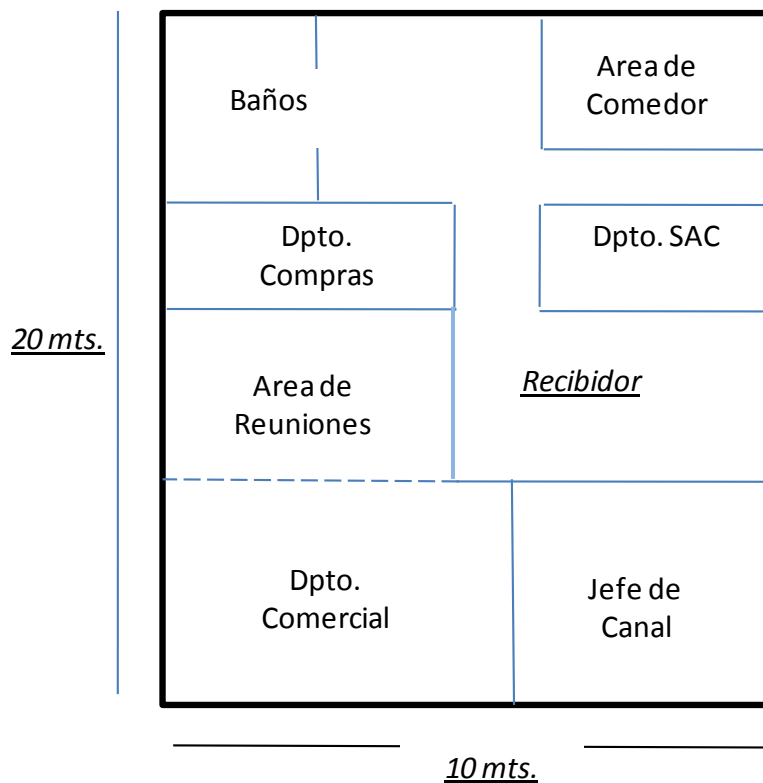 Baños
Area de
Comedor
Dpto.
Compras
Dpto. SAC
20 mts.
Area de
Reuniones
Recibidor
Dpto.
Comercial
Jefe de
Canal
10 mts.